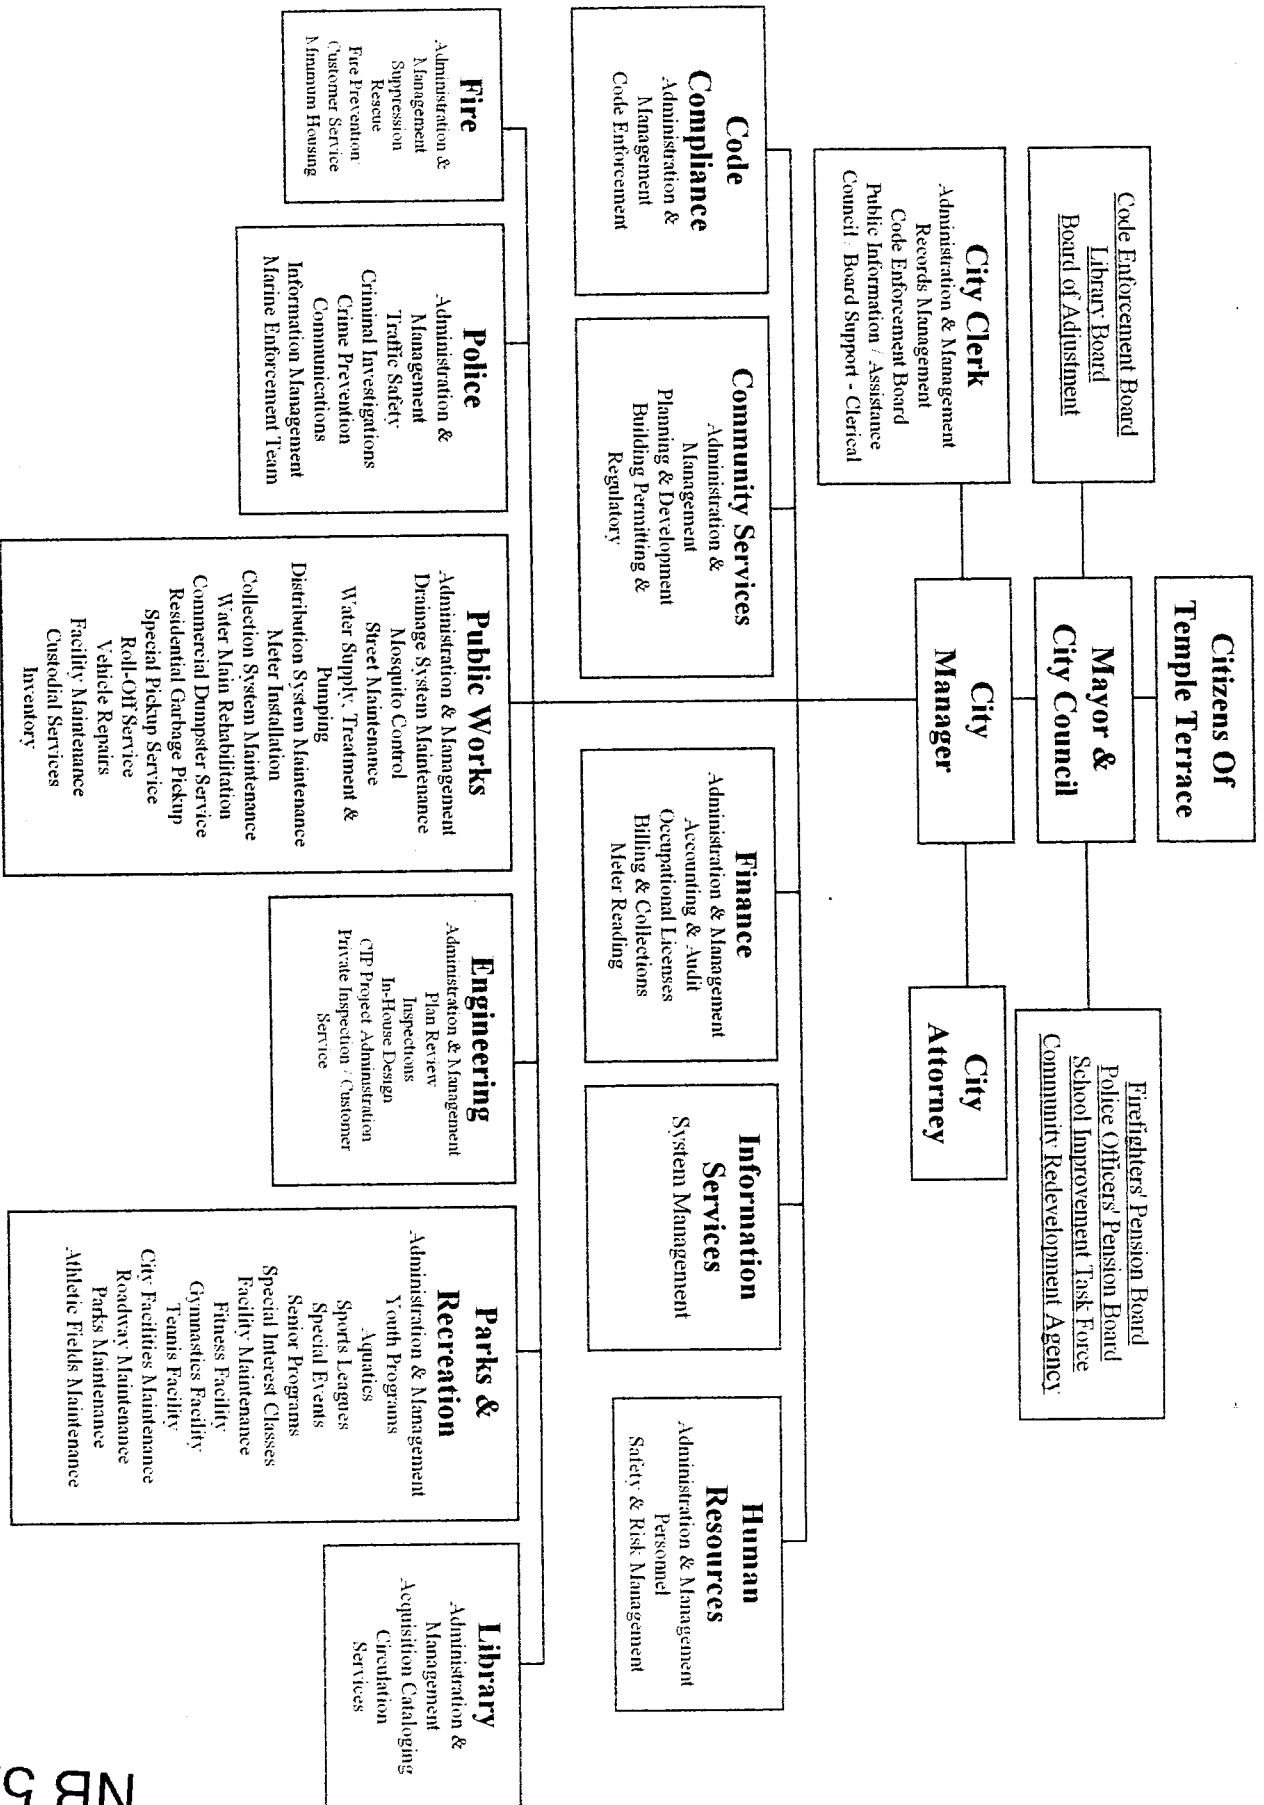 Citizens Of
Temple Terrace
Code Enforcement Board
Library Board
Board of Adjustment
Mayor &
City Council
Firefighters' Pension Board
Police Officers' Pension Board
School Improvement Task Force
Community Redevelopment Agency
City Clerk
Administration & Management
Records Management
Code Enforcement Board
Public Information / Assistance
Council - Board Support - Clerical
City
Manager
City
Attorney
Code
Compliance
Administration &
Management
Code Enforcement
Community Services
Administration &
Management
Planning & Development
Building Permitting &
Regulatory
Finance
Administration & Management
Accounting & Audit
Occupational Licenses
Billing & Collections
Meter Reading
Information
Services
System Management
Human
Resources
Administration & Management
Personnel
Safety & Risk Management
Fire
Administration &
Management
Suppression
Rescue
Fire Prevention
Customer Service
Minimum Housing
Police
Administration &
Management
Traffic Safety
Criminal Investigations
Crime Prevention
Communications
Information Management
Marine Enforcement Team
Public Works
Administration & Management
Drainage System Maintenance
Mosquito Control
Street Maintenance
Water Supply, Treatment &
Pumping
Distribution System Maintenance
Meter Installation
Collection System Maintenance
Water Main Rehabilitation
Commercial Dumpster Service
Residential Garbage Pickup
Special Pickup Service
Roll-Off Service
Vehicle Repairs
Facility Maintenance
Custodial Services
Inventory
Engineering
Administration & Management
Plan Review
Inspections
In-House Design
CIP Project Administration
Private Inspection / Customer
Service
Parks &
Recreation
Administration & Management
Youth Programs
Aquatics
Sports Leagues
Special Events
Senior Programs
Special Interest Classes
Facility Maintenance
Fitness Facility
Gymnastics Facility
Tennis Facility
City Facilities Maintenance
Roadway Maintenance
Parks Maintenance
Athletic Fields Maintenance
Library
Administration &
Management
Acquisition Cataloging
Circulation
Services
NB